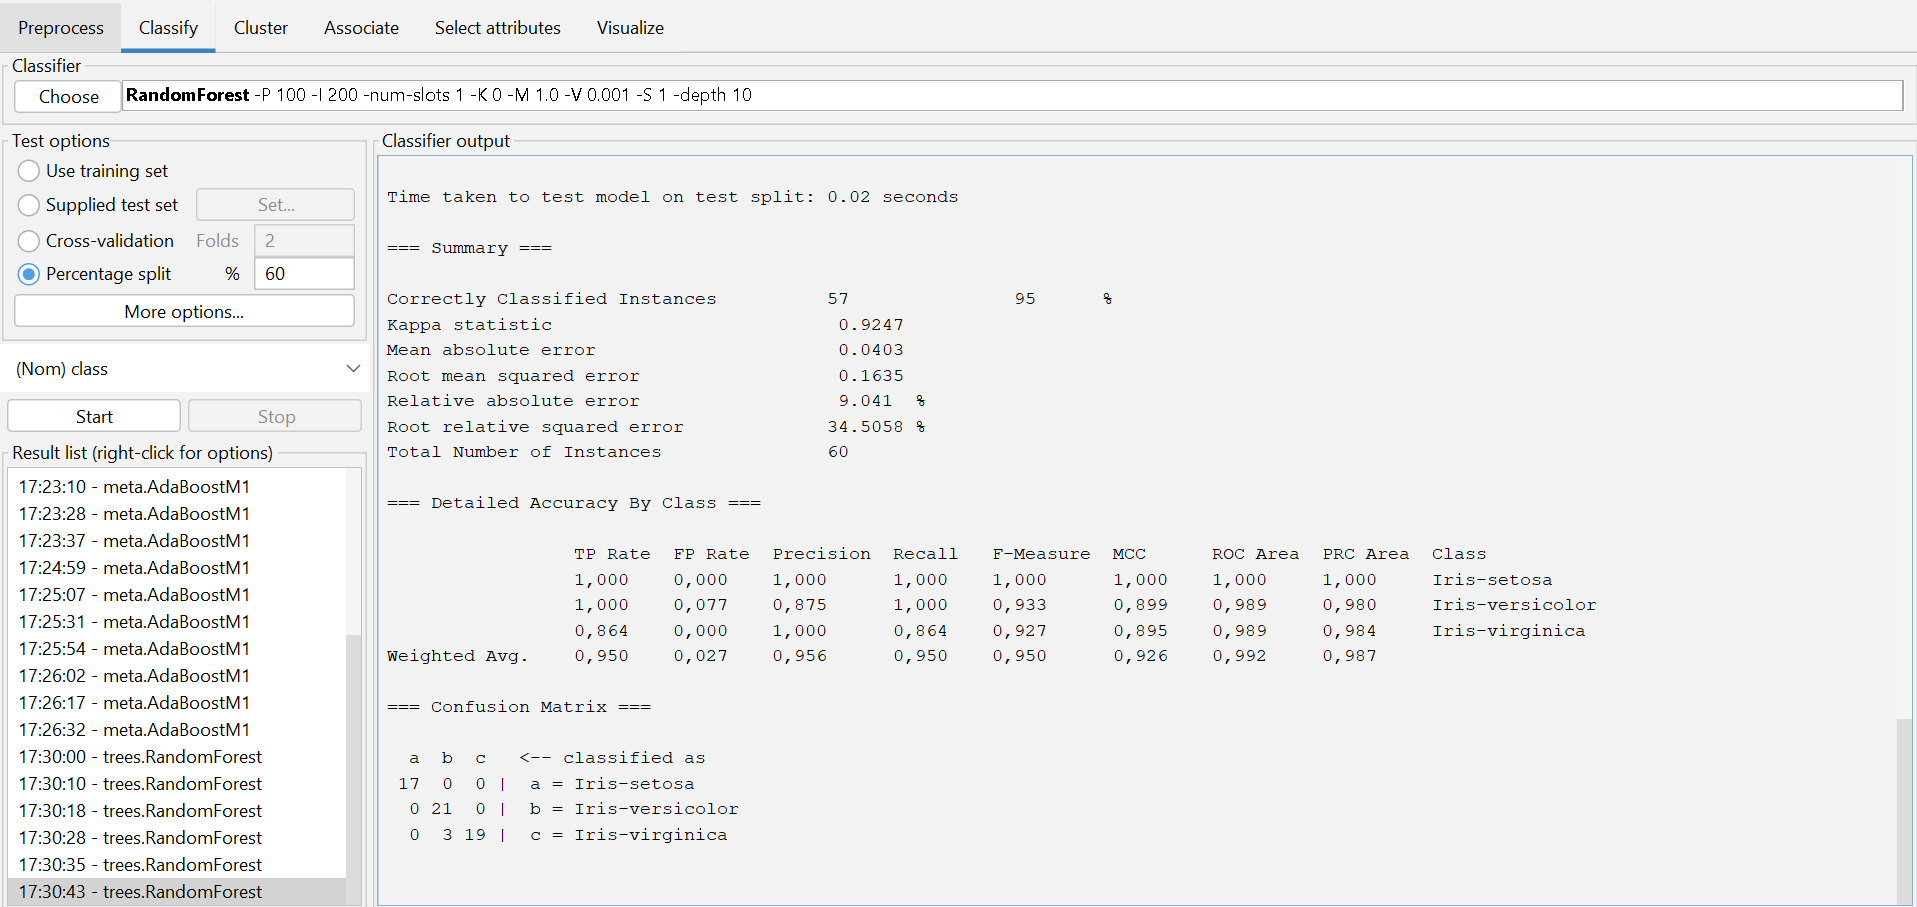 Preprocess Classify Cluster Associate Select attributes Visualize
Classifier
Choose RandomForest -P 100 -I 200 -num-slots 1 -K 0 -M 1.0 -V 0.001 -S 1 -depth 10
Test options
Use training set
Supplied test set Set...
Cross-validation Folds 2
Percentage split % 60
More options...
(Nom) class
Start Stop
Result list (right-click for options)
17:23:10 - meta.AdaBoostM1
17:23:28 - meta.AdaBoostM1
17:23:37 - meta.AdaBoostM1
17:24:59 - meta.AdaBoostM1
17:25:07 - meta.AdaBoostM1
17:25:31 - meta.AdaBoostM1
17:25:54 - meta.AdaBoostM1
17:26:02 - meta.AdaBoostM1
17:26:17 - meta.AdaBoostM1
17:26:32 - meta.AdaBoostM1
17:30:00 - trees.RandomForest
17:30:10 - trees.RandomForest
17:30:18 - trees.RandomForest
17:30:28 - trees.RandomForest
17:30:35 - trees.RandomForest
17:30:43 - trees.RandomForest
Classifier output
Time taken to test model on test split: 0.02 seconds
=== Summary ===
Correctly Classified Instances 57 95 %
Kappa statistic 0.9247
Mean absolute error 0.0403
Root mean squared error 0.1635
Relative absolute error 9.041 %
Root relative squared error 34.5058 %
Total Number of Instances 60
=== Detailed Accuracy By Class ===
TP Rate FP Rate Precision Recall F-Measure MCC ROC Area PRC Area Class
1,000 0,000 1,000 1,000 1,000 1,000 1,000 1,000 Iris-setosa
1,000 0,077 0,875 1,000 0,933 0,899 0,989 0,980 Iris-versicolor
0,864 0,000 1,000 0,864 0,927 0,895 0,989 0,984 Iris-virginica
Weighted Avg. 0,950 0,027 0,956 0,950 0,950 0,926 0,992 0,987
=== Confusion Matrix ===
a b c <-- classified as
17 0 0 | a = Iris-setosa
0 21 0 | b = Iris-versicolor
0 3 19 | c = Iris-virginica